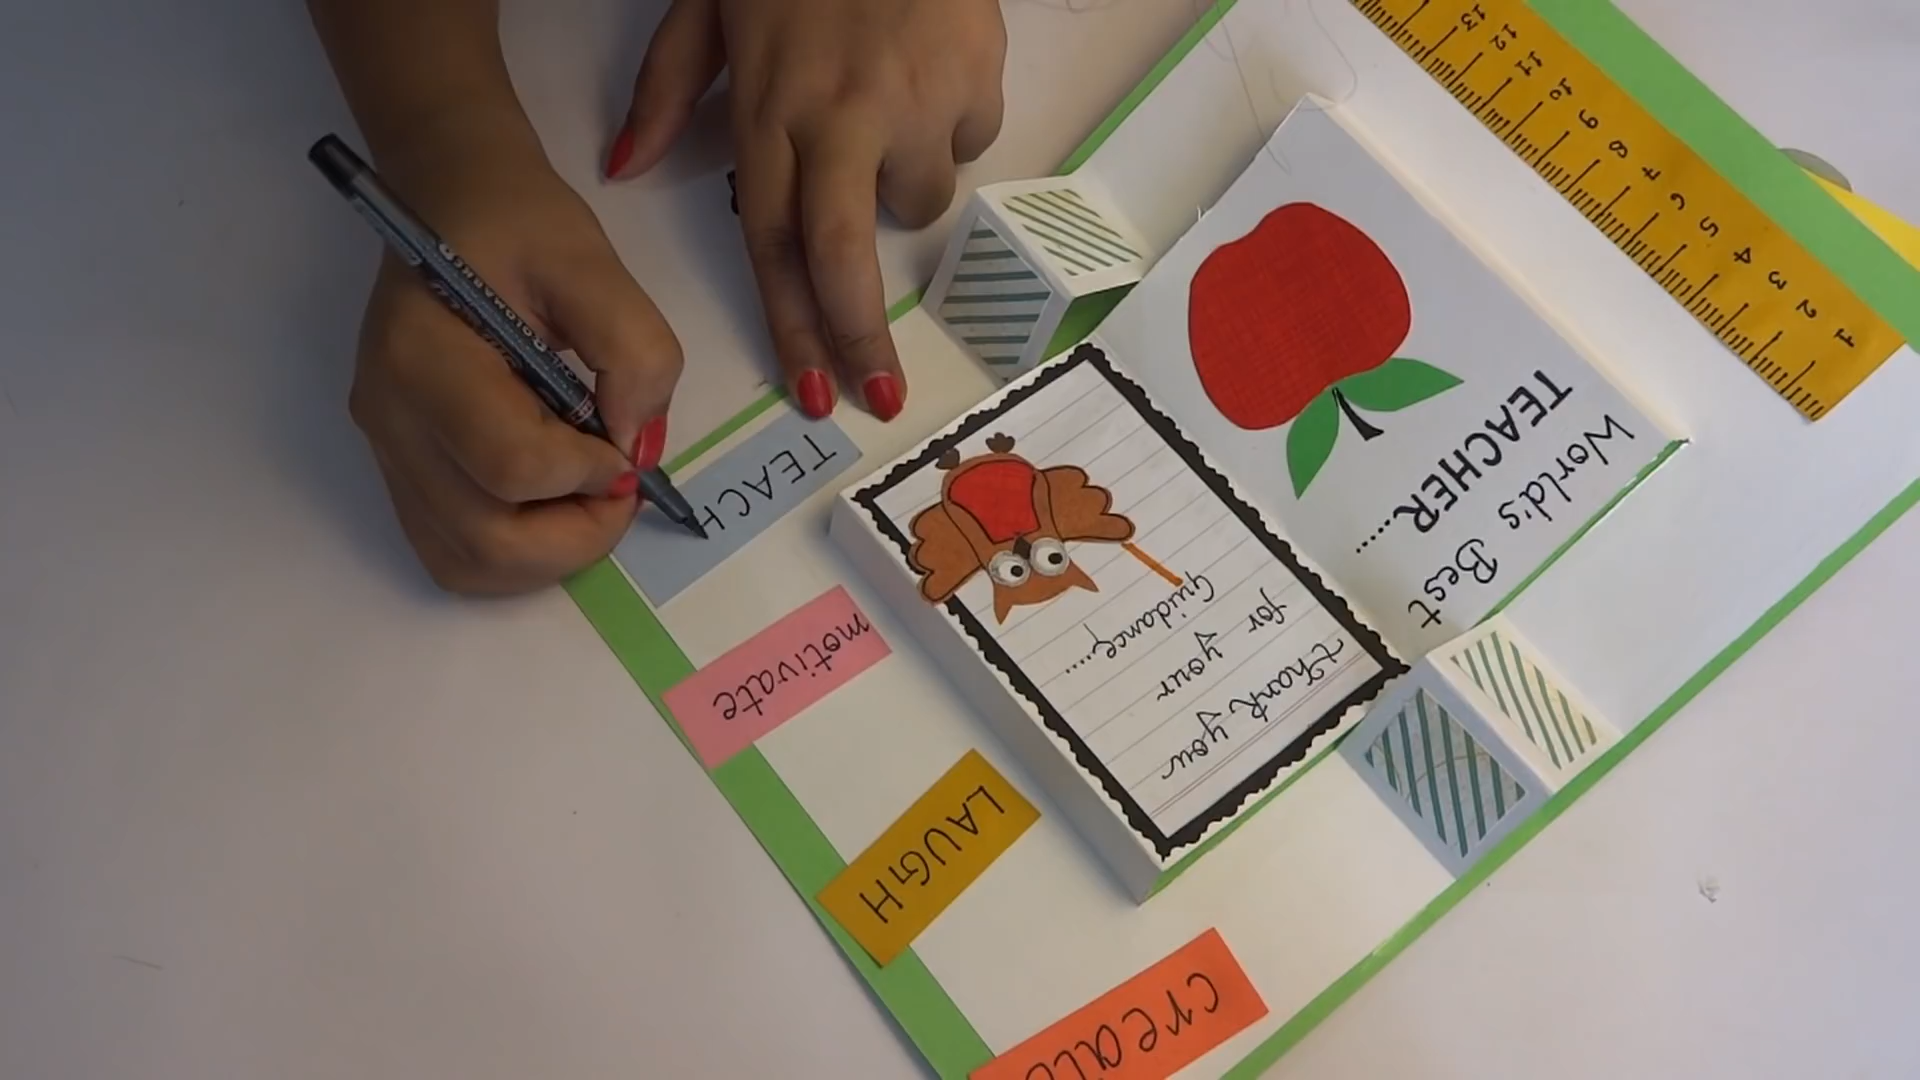 World's Best
TEACHER.....
thank you
for your
Guidance.....
TEACH
motivate
LAUGH
1 2 3 4 5 6 7 8 9 10 11 12 13